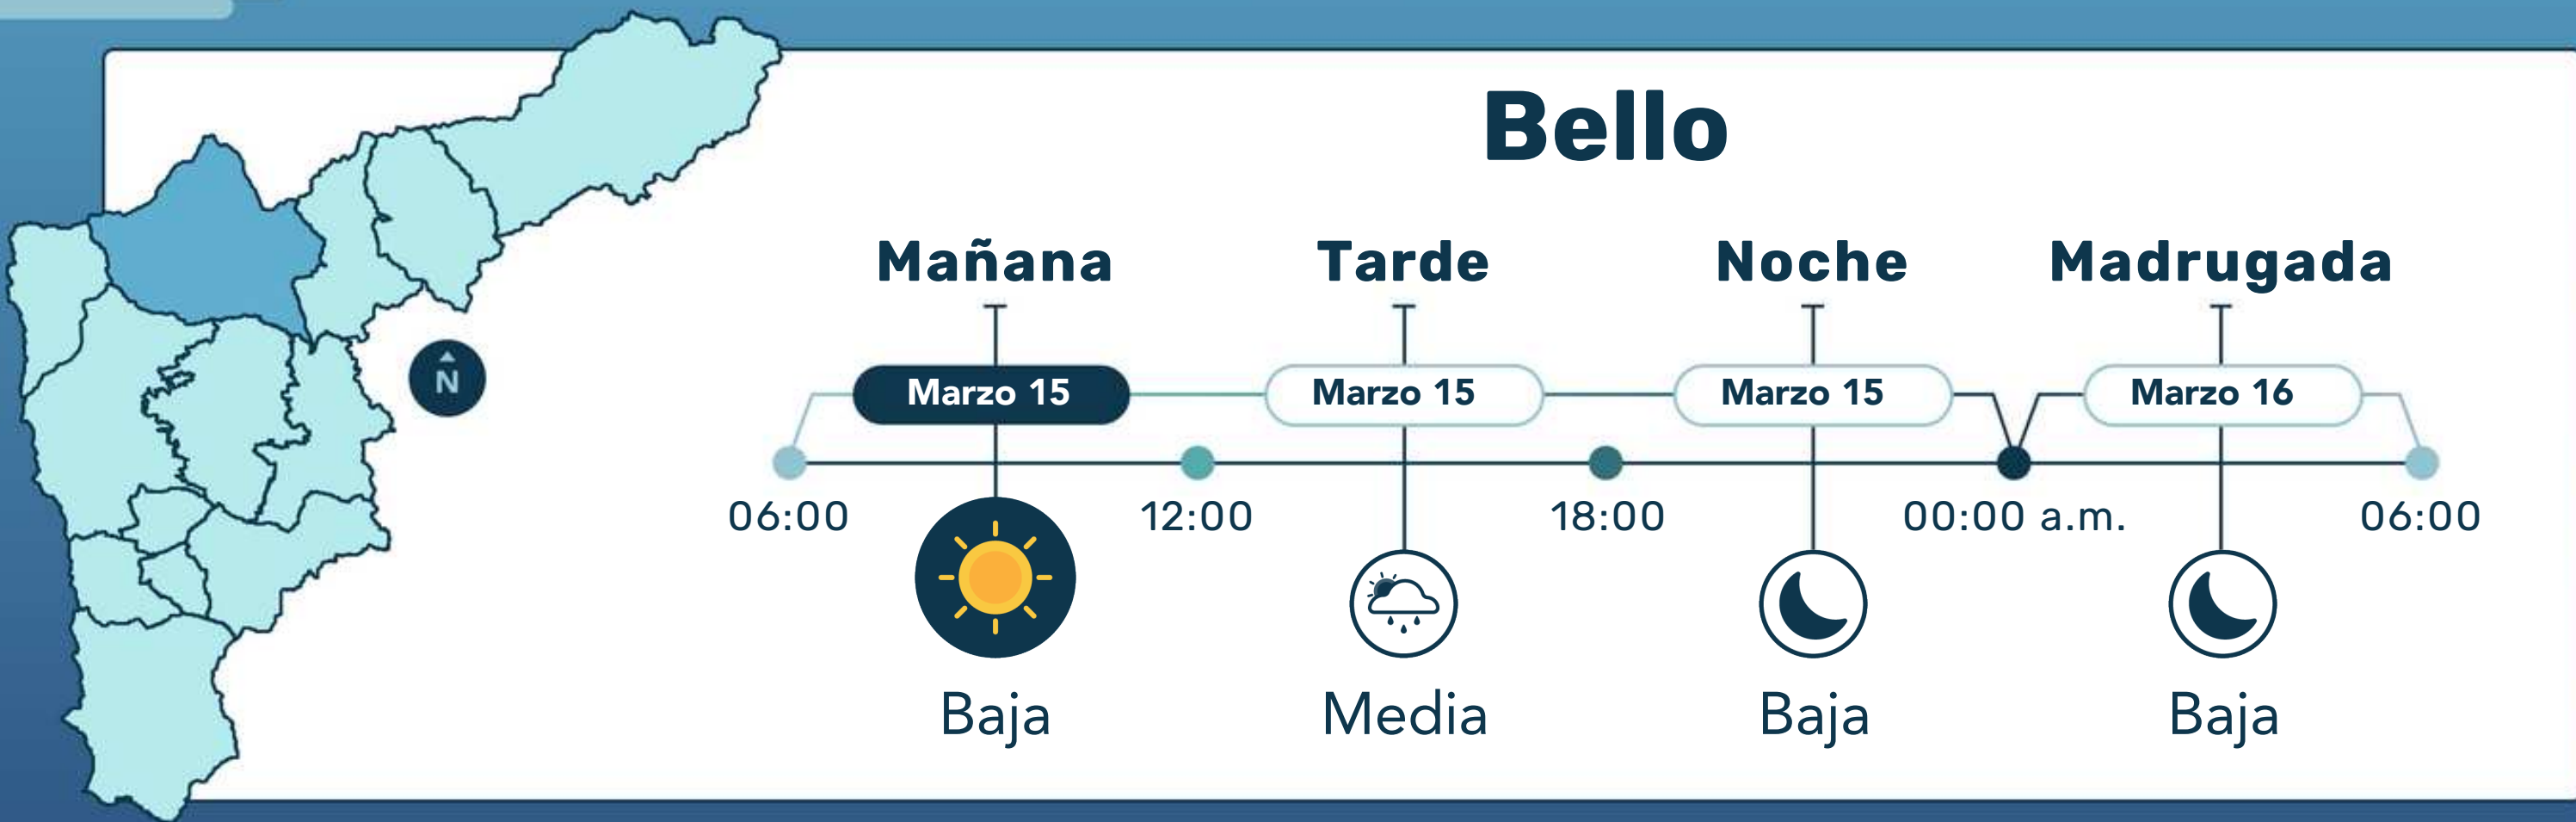 Bello
Mañana Tarde Noche Madrugada
Marzo 15 Marzo 15 Marzo 15 Marzo 16
N
06:00 12:00 18:00 00:00 a.m. 06:00
Baja Media Baja Baja